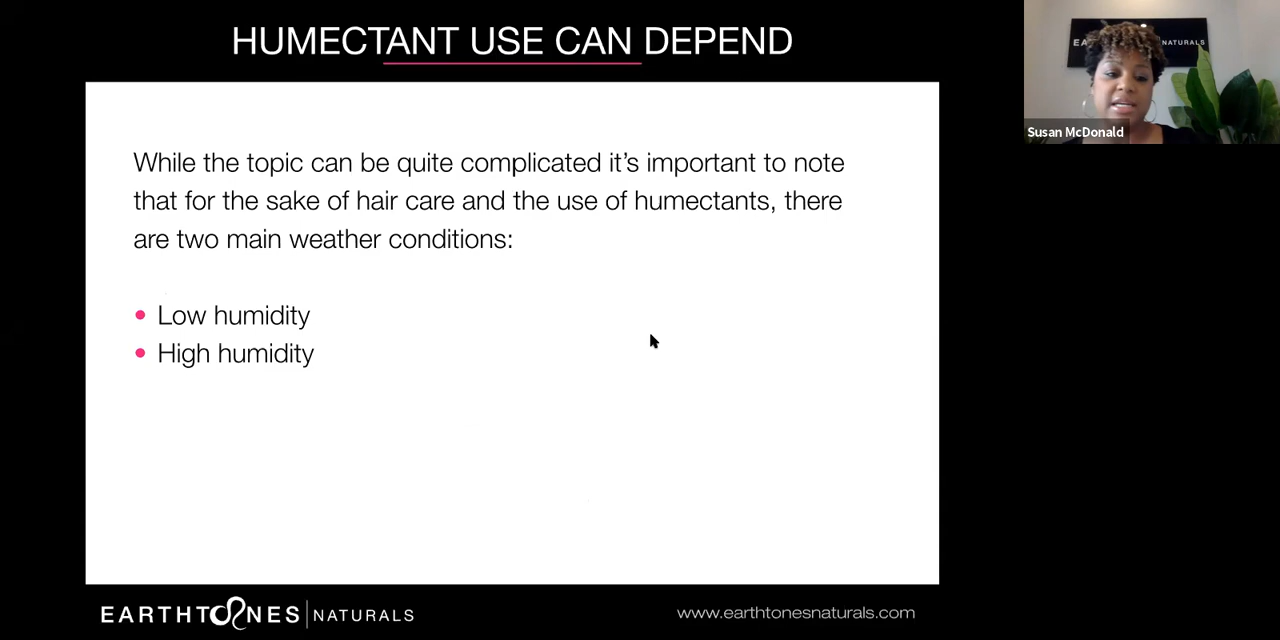 HUMECTANT USE CAN DEPEND
While the topic can be quite complicated it’s important to note
that for the sake of hair care and the use of humectants, there
are two main weather conditions:
• Low humidity
• High humidity
EARTHTONES NATURALS
www.earthtonesnaturals.com
NATURALS
Susan McDonald